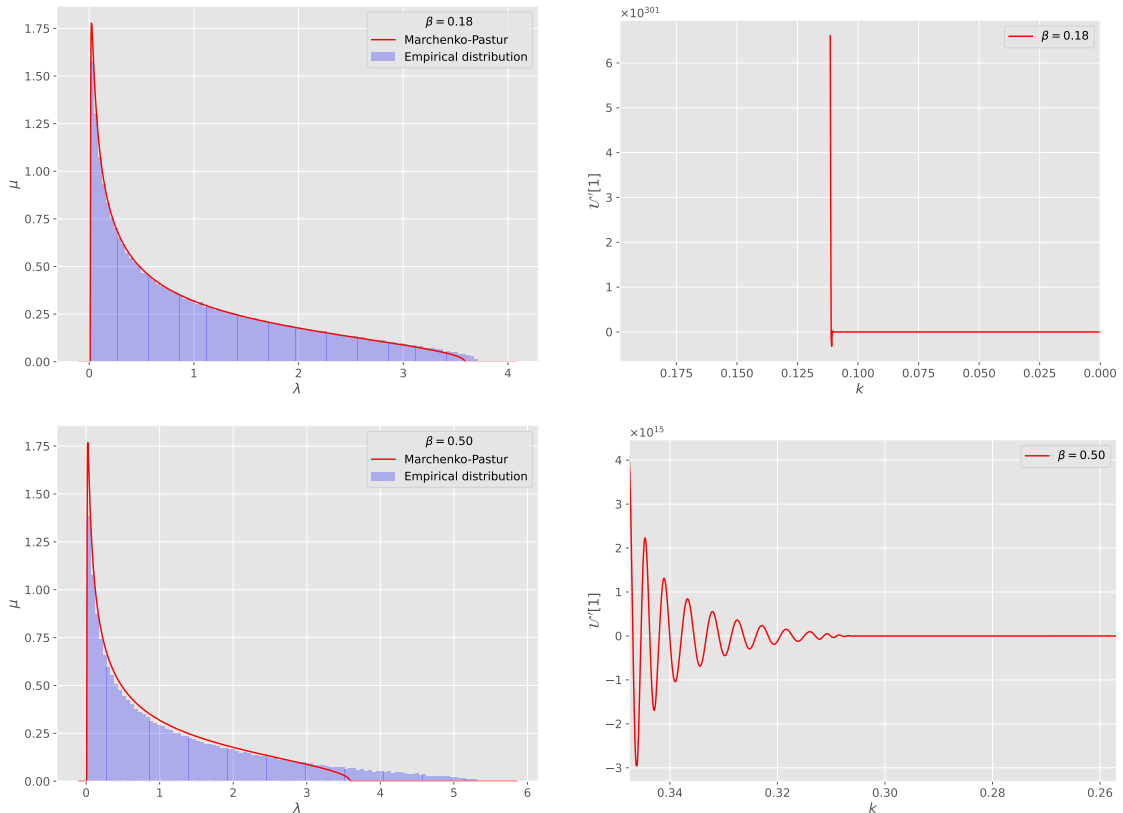 β = 0.18
Marchenko-Pastur
Empirical distribution
1.75
1.50
1.25
1.00
0.75
0.50
0.25
0.00
μ
0 1 2 3 4
λ
×10³⁰¹
β = 0.18
6
5
4
3
2
1
0
𝒰′′[1]
0.175 0.150 0.125 0.100 0.075 0.050 0.025 0.000
k
β = 0.50
Marchenko-Pastur
Empirical distribution
1.75
1.50
1.25
1.00
0.75
0.50
0.25
0.00
μ
0 1 2 3 4 5 6
λ
×10¹⁵
β = 0.50
4
3
2
1
0
−1
−2
−3
𝒰′′[1]
0.34 0.32 0.30 0.28 0.26
k